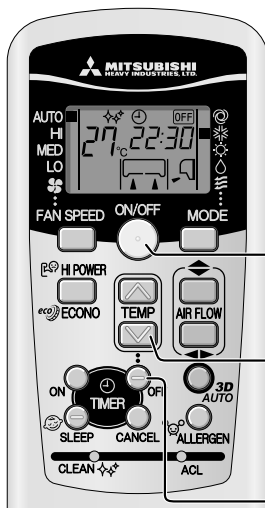 MITSUBISHI
HEAVY INDUSTRIES, LTD.
AUTO
HI
MED
LO
OFF
27°C 22:30
FAN SPEED ON/OFF MODE
HI POWER
eco ECONO
TEMP
AIR FLOW
ON TIMER OFF
3D AUTO
SLEEP CANCEL ALLERGEN
CLEAN ACL